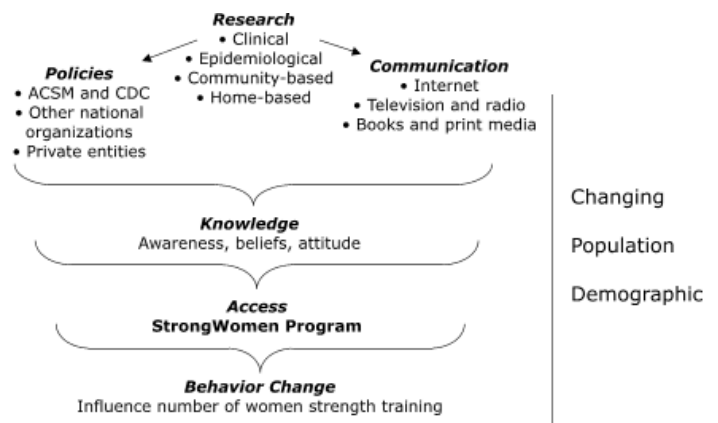 Research
• Clinical
• Epidemiological
• Community-based
• Home-based
Policies
• ACSM and CDC
• Other national
organizations
• Private entities
Communication
• Internet
• Television and radio
• Books and print media
Knowledge
Awareness, beliefs, attitude
Access
StrongWomen Program
Behavior Change
Influence number of women strength training
Changing
Population
Demographic